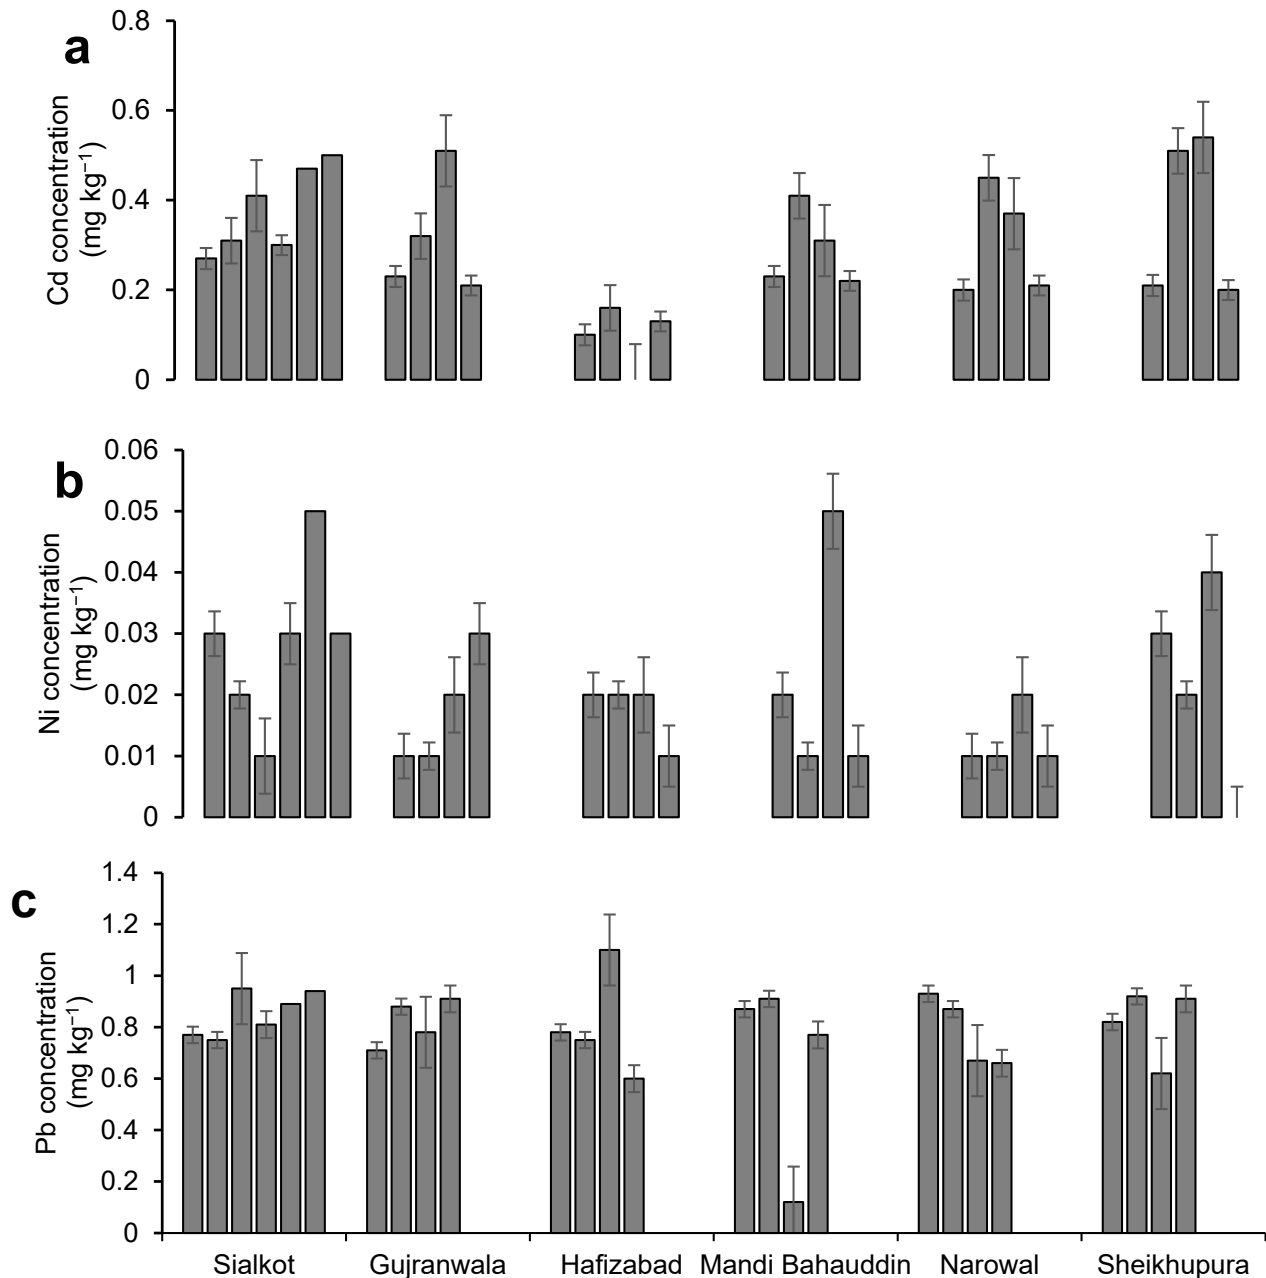 a
Cd concentration
(mg kg⁻¹)
0.8
0.6
0.4
0.2
0
b
Ni concentration
(mg kg⁻¹)
0.06
0.05
0.04
0.03
0.02
0.01
0
c
Pb concentration
(mg kg⁻¹)
1.4
1.2
1
0.8
0.6
0.4
0.2
0
Sialkot Gujranwala Hafizabad Mandi Bahauddin Narowal Sheikhupura